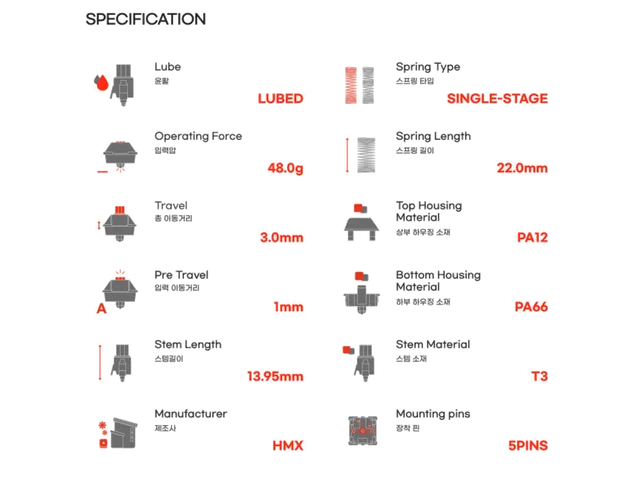 SPECIFICATION
Lube
윤활
LUBED
Spring Type
스프링 타입
SINGLE-STAGE
Operating Force
입력압
48.0g
Spring Length
스프링 길이
22.0mm
Travel
총 이동거리
3.0mm
Top Housing
Material
상부 하우징 소재
PA12
Pre Travel
입력 이동거리
A
1mm
Bottom Housing
Material
하부 하우징 소재
PA66
Stem Length
스템길이
13.95mm
Stem Material
스템 소재
T3
Manufacturer
제조사
HMX
Mounting pins
장착 핀
5PINS